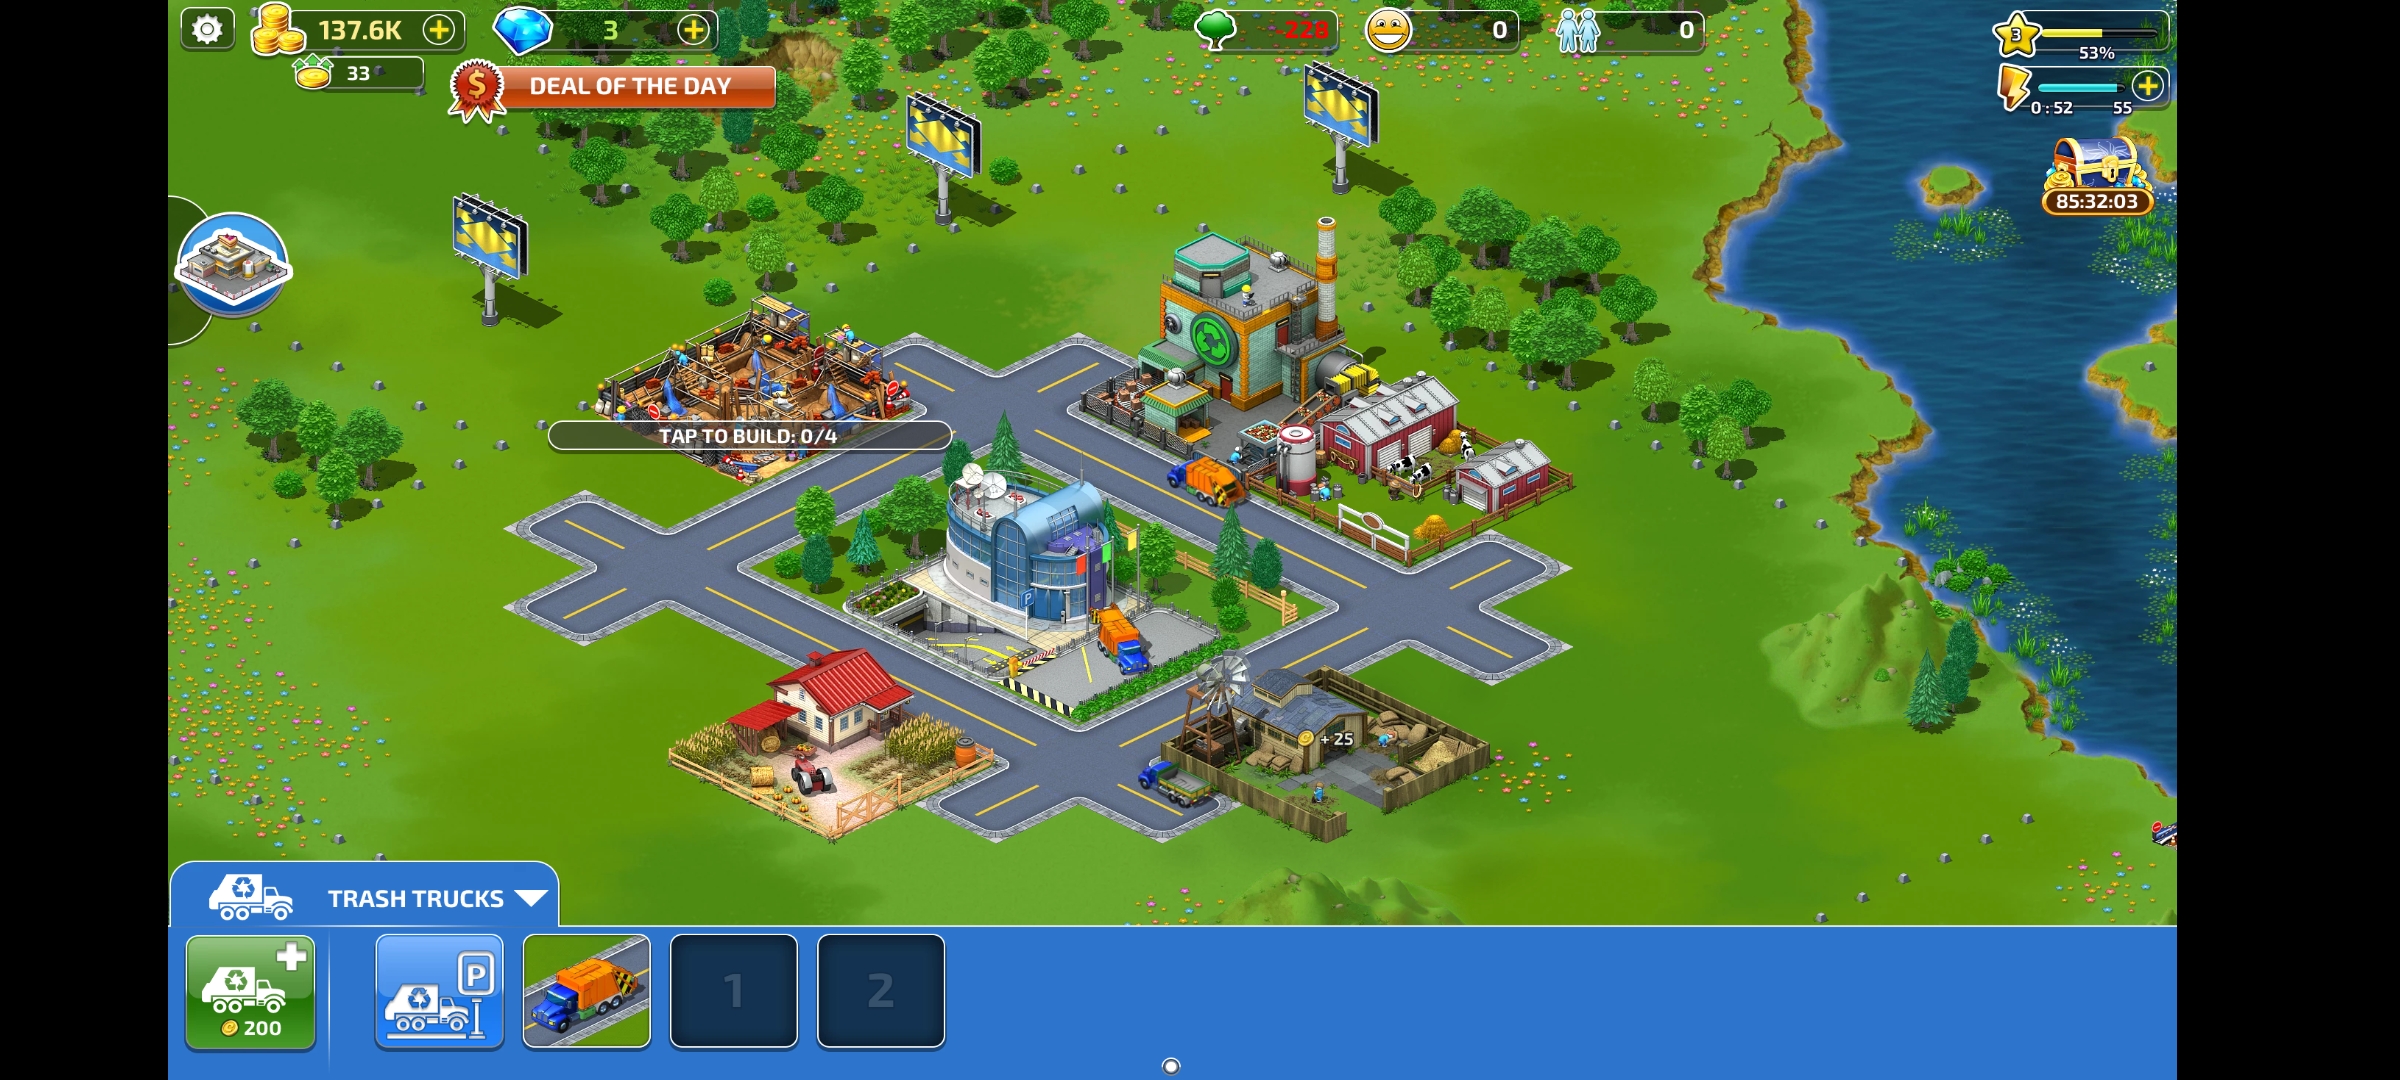 137.6K
3
-228
0
0
3
53%
33
DEAL OF THE DAY
0:52
55
85:32:03
TAP TO BUILD: 0/4
P
+25
TRASH TRUCKS
200
P
1
2